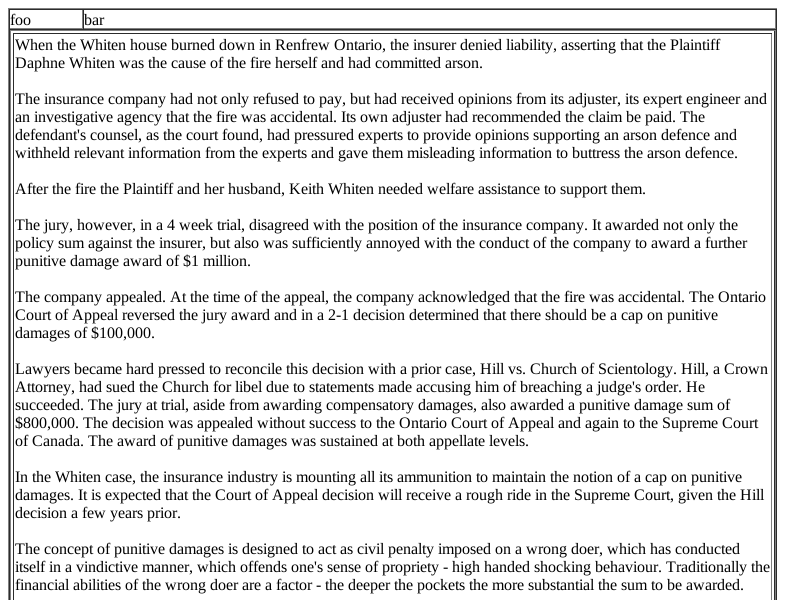 foo bar
When the Whiten house burned down in Renfrew Ontario, the insurer denied liability, asserting that the Plaintiff
Daphne Whiten was the cause of the fire herself and had committed arson.
The insurance company had not only refused to pay, but had received opinions from its adjuster, its expert engineer and
an investigative agency that the fire was accidental. Its own adjuster had recommended the claim be paid. The
defendant's counsel, as the court found, had pressured experts to provide opinions supporting an arson defence and
withheld relevant information from the experts and gave them misleading information to buttress the arson defence.
After the fire the Plaintiff and her husband, Keith Whiten needed welfare assistance to support them.
The jury, however, in a 4 week trial, disagreed with the position of the insurance company. It awarded not only the
policy sum against the insurer, but also was sufficiently annoyed with the conduct of the company to award a further
punitive damage award of $1 million.
The company appealed. At the time of the appeal, the company acknowledged that the fire was accidental. The Ontario
Court of Appeal reversed the jury award and in a 2-1 decision determined that there should be a cap on punitive
damages of $100,000.
Lawyers became hard pressed to reconcile this decision with a prior case, Hill vs. Church of Scientology. Hill, a Crown
Attorney, had sued the Church for libel due to statements made accusing him of breaching a judge's order. He
succeeded. The jury at trial, aside from awarding compensatory damages, also awarded a punitive damage sum of
$800,000. The decision was appealed without success to the Ontario Court of Appeal and again to the Supreme Court
of Canada. The award of punitive damages was sustained at both appellate levels.
In the Whiten case, the insurance industry is mounting all its ammunition to maintain the notion of a cap on punitive
damages. It is expected that the Court of Appeal decision will receive a rough ride in the Supreme Court, given the Hill
decision a few years prior.
The concept of punitive damages is designed to act as civil penalty imposed on a wrong doer, which has conducted
itself in a vindictive manner, which offends one's sense of propriety - high handed shocking behaviour. Traditionally the
financial abilities of the wrong doer are a factor - the deeper the pockets the more substantial the sum to be awarded.